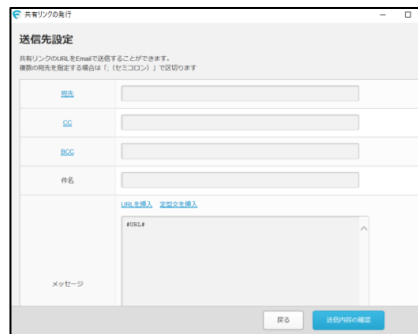 共有リンクの発行
送信先設定
共有リンクのURLをEmailで送信することができます。
複数の宛先を指定する場合は「;（セミコロン）」で区切ります
宛先
CC
BCC
件名
URLを挿入 定型文を挿入
#URL#
メッセージ
戻る 送信内容の確認